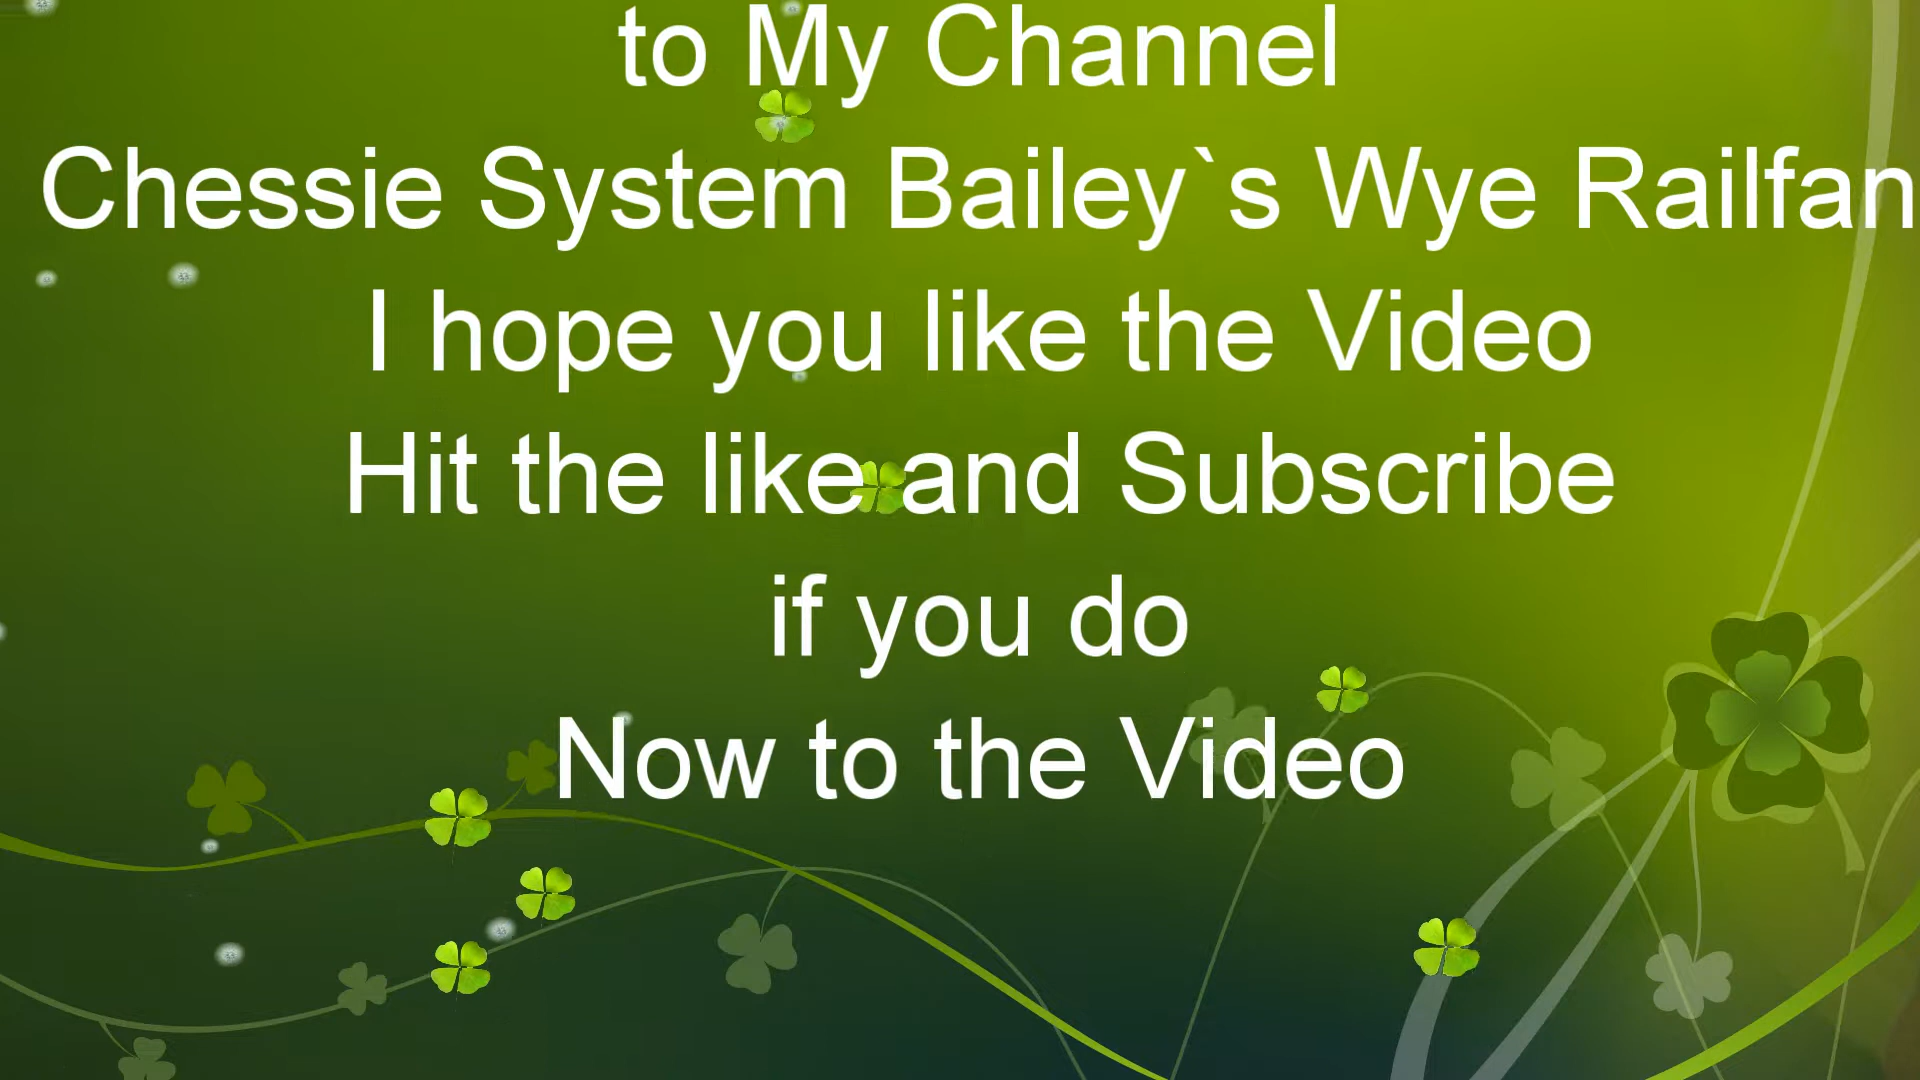 to My Channel
Chessie System Bailey`s Wye Railfan
I hope you like the Video
Hit the like and Subscribe
if you do
Now to the Video